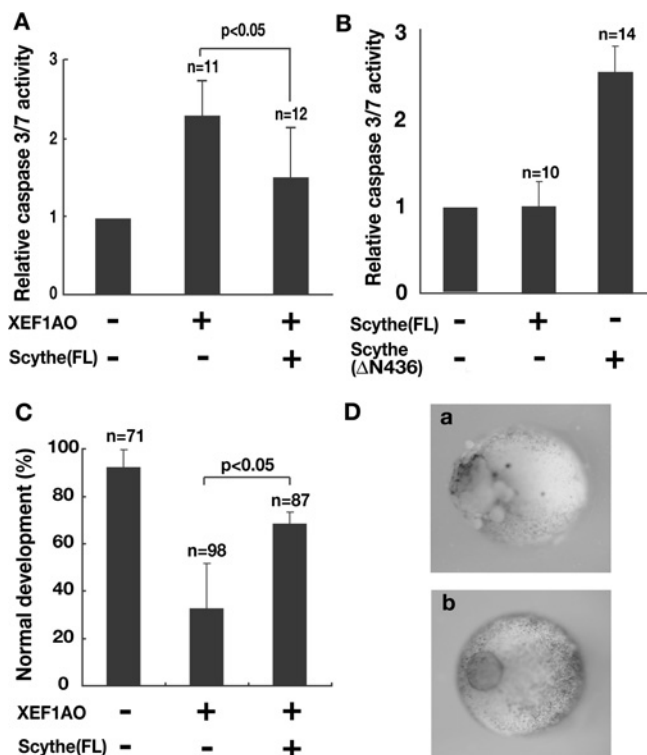 A
Relative caspase 3/7 activity
3
2
1
0
n=11
p<0.05
n=12
XEF1AO - + +
Scythe(FL) - - +
B
Relative caspase 3/7 activity
3
2
1
0
n=10
n=14
Scythe(FL) - + -
Scythe
(ΔN436) - - +
C
Normal development (%)
100
80
60
40
20
0
n=71
n=98
p<0.05
n=87
XEF1AO - + +
Scythe(FL) - - +
D
a
b